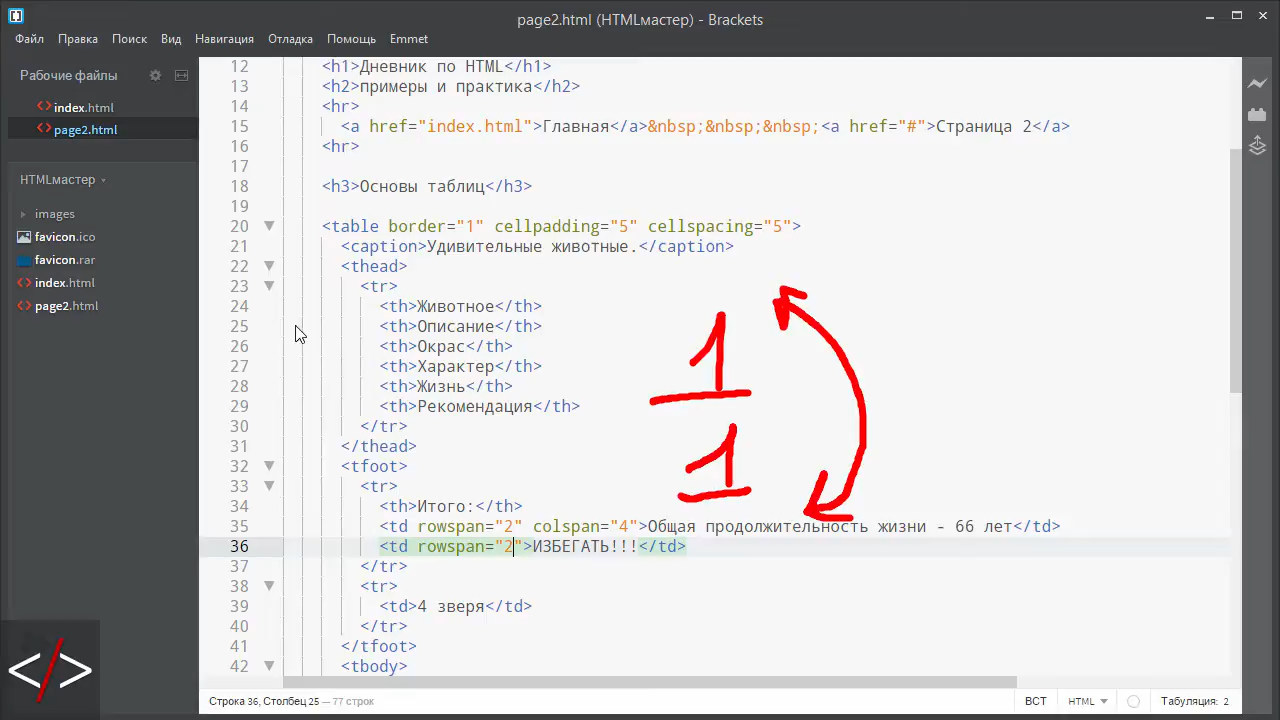 page2.html (HTMLмастер) - Brackets
Файл Правка Поиск Вид Навигация Отладка Помощь Emmet
Рабочие файлы
index.html
page2.html
HTMLмастер
images
favicon.ico
favicon.rar
index.html
page2.html
12 <h1>Дневник по HTML</h1>
13 <h2>примеры и практика</h2>
14 <hr>
15 <a href="index.html">Главная</a>&nbsp;&nbsp;&nbsp;<a href="#">Страница 2</a>
16 <hr>
17
18 <h3>Основы таблиц</h3>
19
20 <table border="1" cellpadding="5" cellspacing="5">
21 <caption>Удивительные животные.</caption>
22 <thead>
23 <tr>
24 <th>Животное</th>
25 <th>Описание</th>
26 <th>Окрас</th>
27 <th>Характер</th>
28 <th>Жизнь</th>
29 <th>Рекомендация</th>
30 </tr>
31 </thead>
32 <tfoot>
33 <tr>
34 <th>Итого:</th>
35 <td rowspan="2" colspan="4">Общая продолжительность жизни - 66 лет</td>
36 <td rowspan="2">ИЗБЕГАТЬ!!!</td>
37 </tr>
38 <tr>
39 <td>4 зверя</td>
40 </tr>
41 </tfoot>
42 <tbody>
1
1
</>
Строка 36, Столбец 25 — 77 строк
ВСТ HTML Табуляция: 2